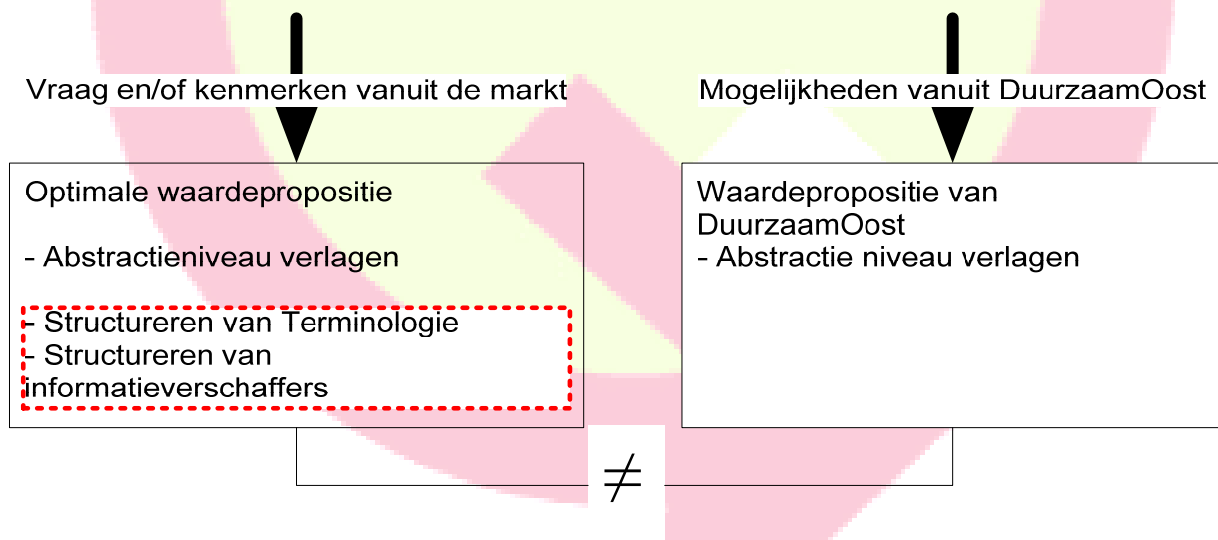 Vraag en/of kenmerken vanuit de markt
Mogelijkheden vanuit DuurzaamOost
Optimale waardepropositie
- Abstractieniveau verlagen
- Structureren van Terminologie
- Structureren van
informatieverschaffers
Waardepropositie van
DuurzaamOost
- Abstractie niveau verlagen
≠